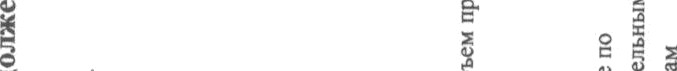 олже
ъем пр
е по
ельным
ам